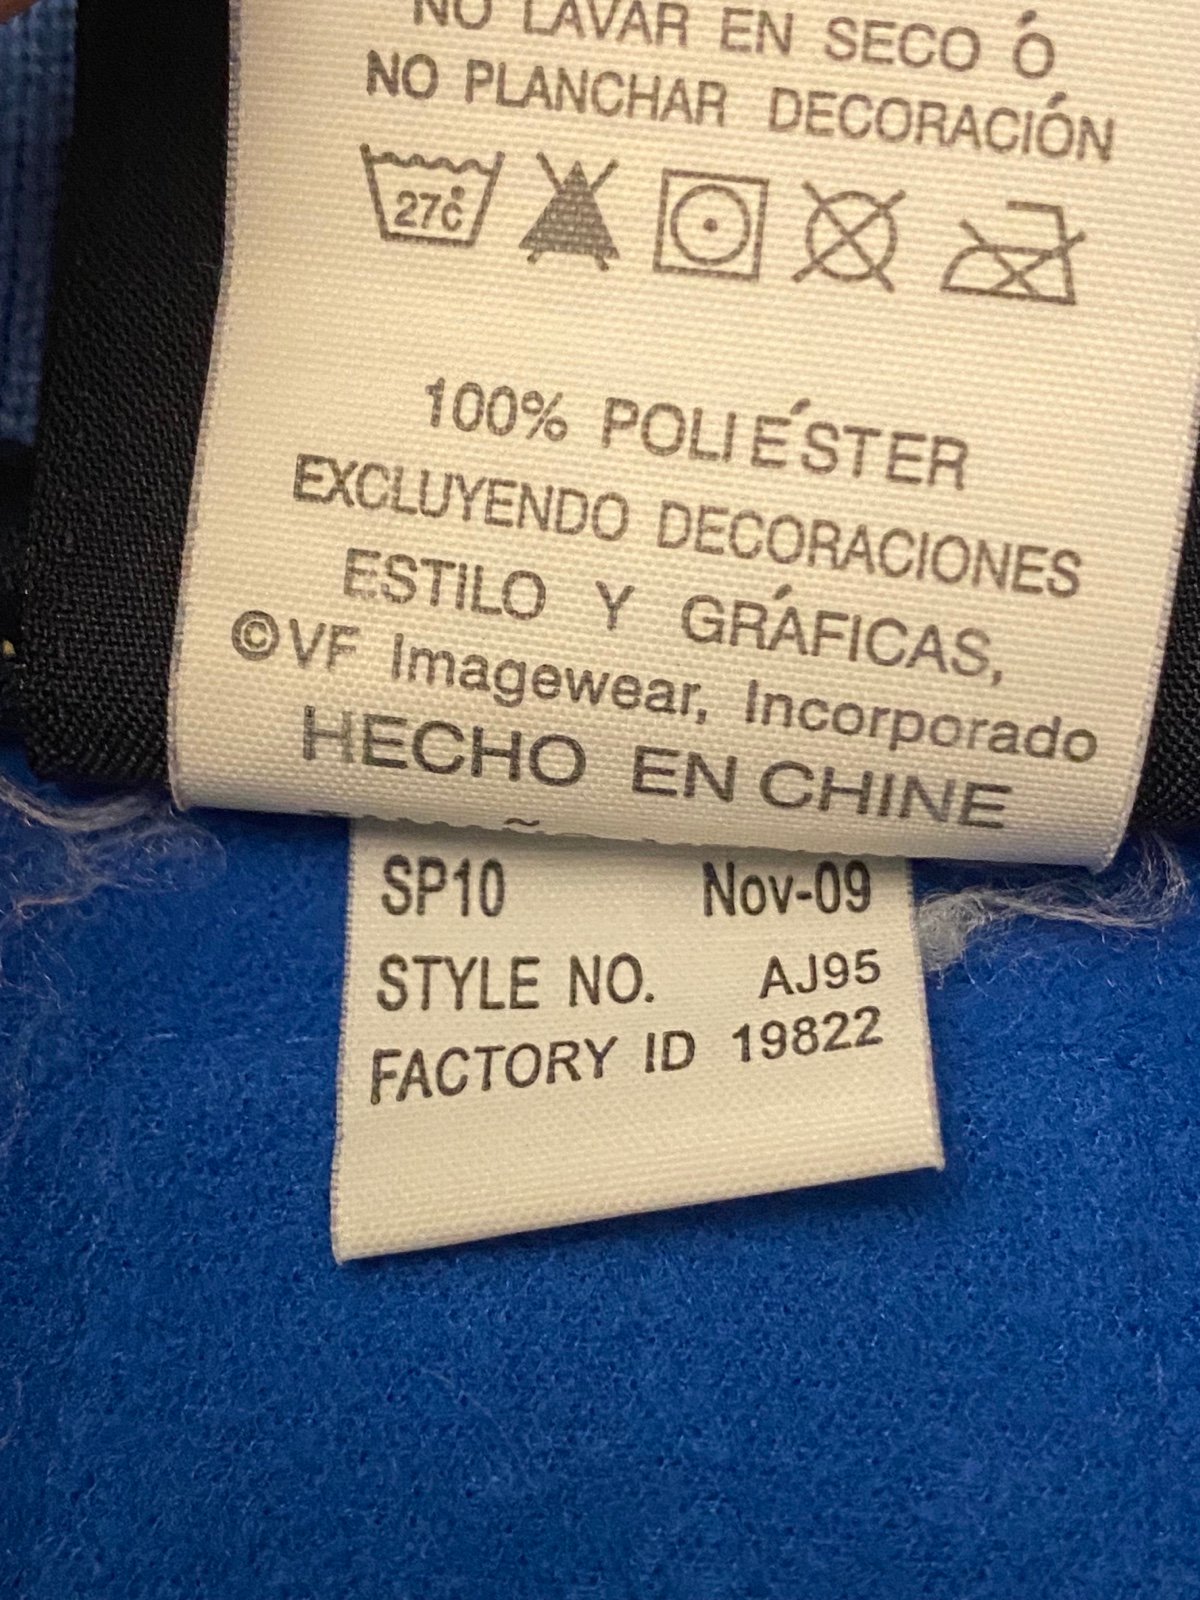 NO LAVAR EN SECO Ó
NO PLANCHAR DECORACIÓN
27°C
100% POLIÉSTER
EXCLUYENDO DECORACIONES
ESTILO Y GRÁFICAS,
©VF Imagewear, Incorporado
HECHO EN CHINE
SP10 Nov-09
STYLE NO. AJ95
FACTORY ID 19822